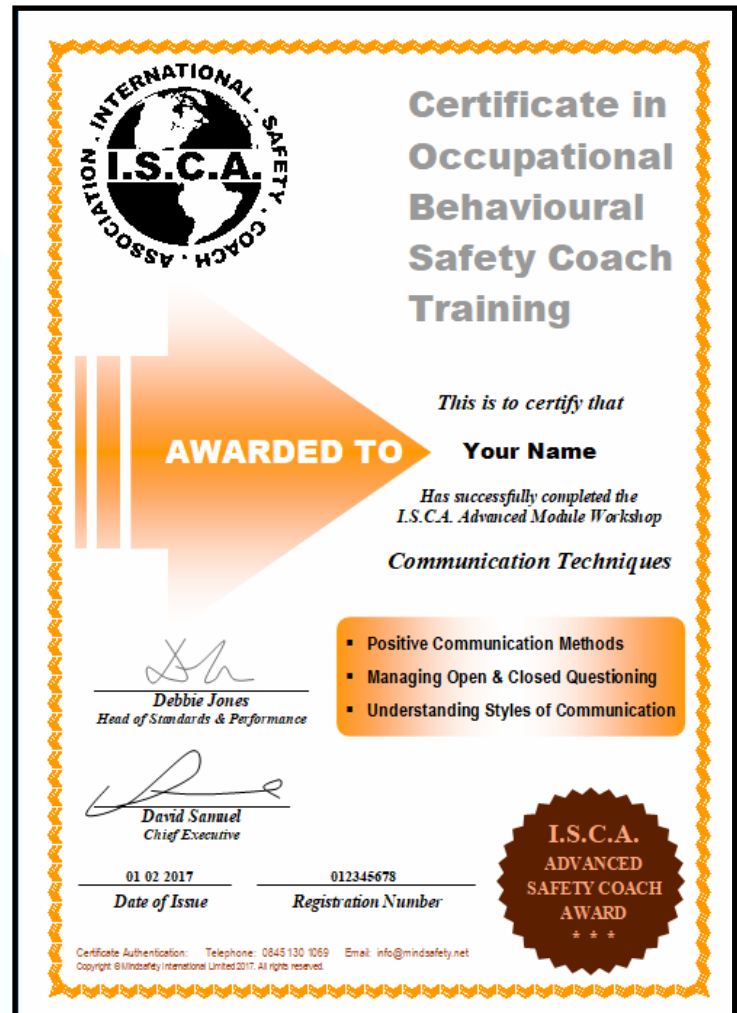 INTERNATIONAL . SAFETY . COACH . ASSOCIATION .
I.S.C.A.
Certificate in
Occupational
Behavioural
Safety Coach
Training
This is to certify that
AWARDED TO
Your Name
Has successfully completed the
I.S.C.A. Advanced Module Workshop
Communication Techniques
▪ Positive Communication Methods
▪ Managing Open & Closed Questioning
▪ Understanding Styles of Communication
Debbie Jones
Head of Standards & Performance
David Samuel
Chief Executive
01 02 2017
Date of Issue
012345678
Registration Number
I.S.C.A.
ADVANCED
SAFETY COACH
AWARD
* * *
Certificate Authentication: Telephone: 0845 130 1069 Email: info@mindsafety.net
Copyright © Mindsafety International Limited 2017. All rights reserved.